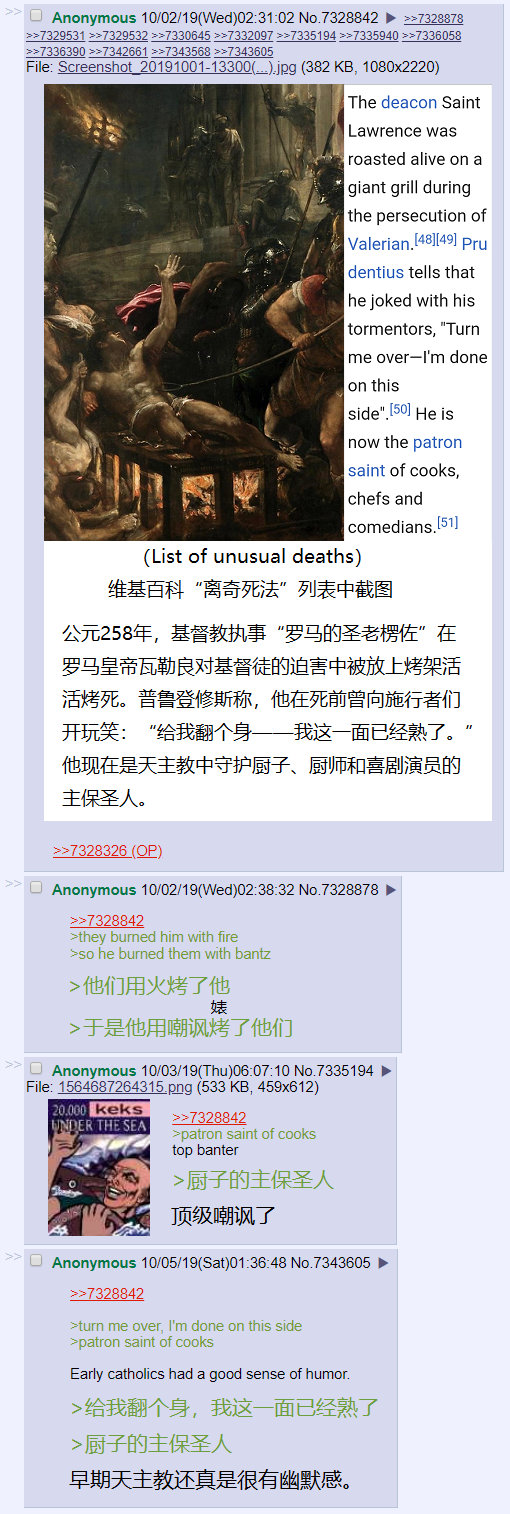 >> Anonymous 10/02/19(Wed)02:31:02 No.7328842 ▶ >>7328878
>>7329531 >>7329532 >>7330645 >>7332097 >>7335194 >>7335940 >>7336058
>>7336390 >>7342661 >>7343568 >>7343605
File: Screenshot_20191001-13300(...).jpg (382 KB, 1080x2220)
The deacon Saint
Lawrence was
roasted alive on a
giant grill during
the persecution of
Valerian.[48][49] Pru
dentius tells that
he joked with his
tormentors, "Turn
me over—I'm done
on this
side".[50] He is
now the patron
saint of cooks,
chefs and
comedians.[51]
(List of unusual deaths)
维基百科“离奇死法”列表中截图
公元258年，基督教执事“罗马的圣老楞佐”在
罗马皇帝瓦勒良对基督徒的迫害中被放上烤架活
活烤死。普鲁登修斯称，他在死前曾向施行者们
开玩笑：“给我翻个身——我这一面已经熟了。”
他现在是天主教中守护厨子、厨师和喜剧演员的
主保圣人。
>>7328326 (OP)
>> Anonymous 10/02/19(Wed)02:38:32 No.7328878 ▶
>>7328842
>they burned him with fire
>so he burned them with bantz
>他们用火烤了他
婊
>于是他用嘲讽烤了他们
>> Anonymous 10/03/19(Thu)06:07:10 No.7335194 ▶
File: 1564687264315.png (533 KB, 459x612)
20,000 keks
UNDER THE SEA
>>7328842
>patron saint of cooks
top banter
>厨子的主保圣人
顶级嘲讽了
>> Anonymous 10/05/19(Sat)01:36:48 No.7343605 ▶
>>7328842
>turn me over, I'm done on this side
>patron saint of cooks
Early catholics had a good sense of humor.
>给我翻个身，我这一面已经熟了
>厨子的主保圣人
早期天主教还真是很有幽默感。